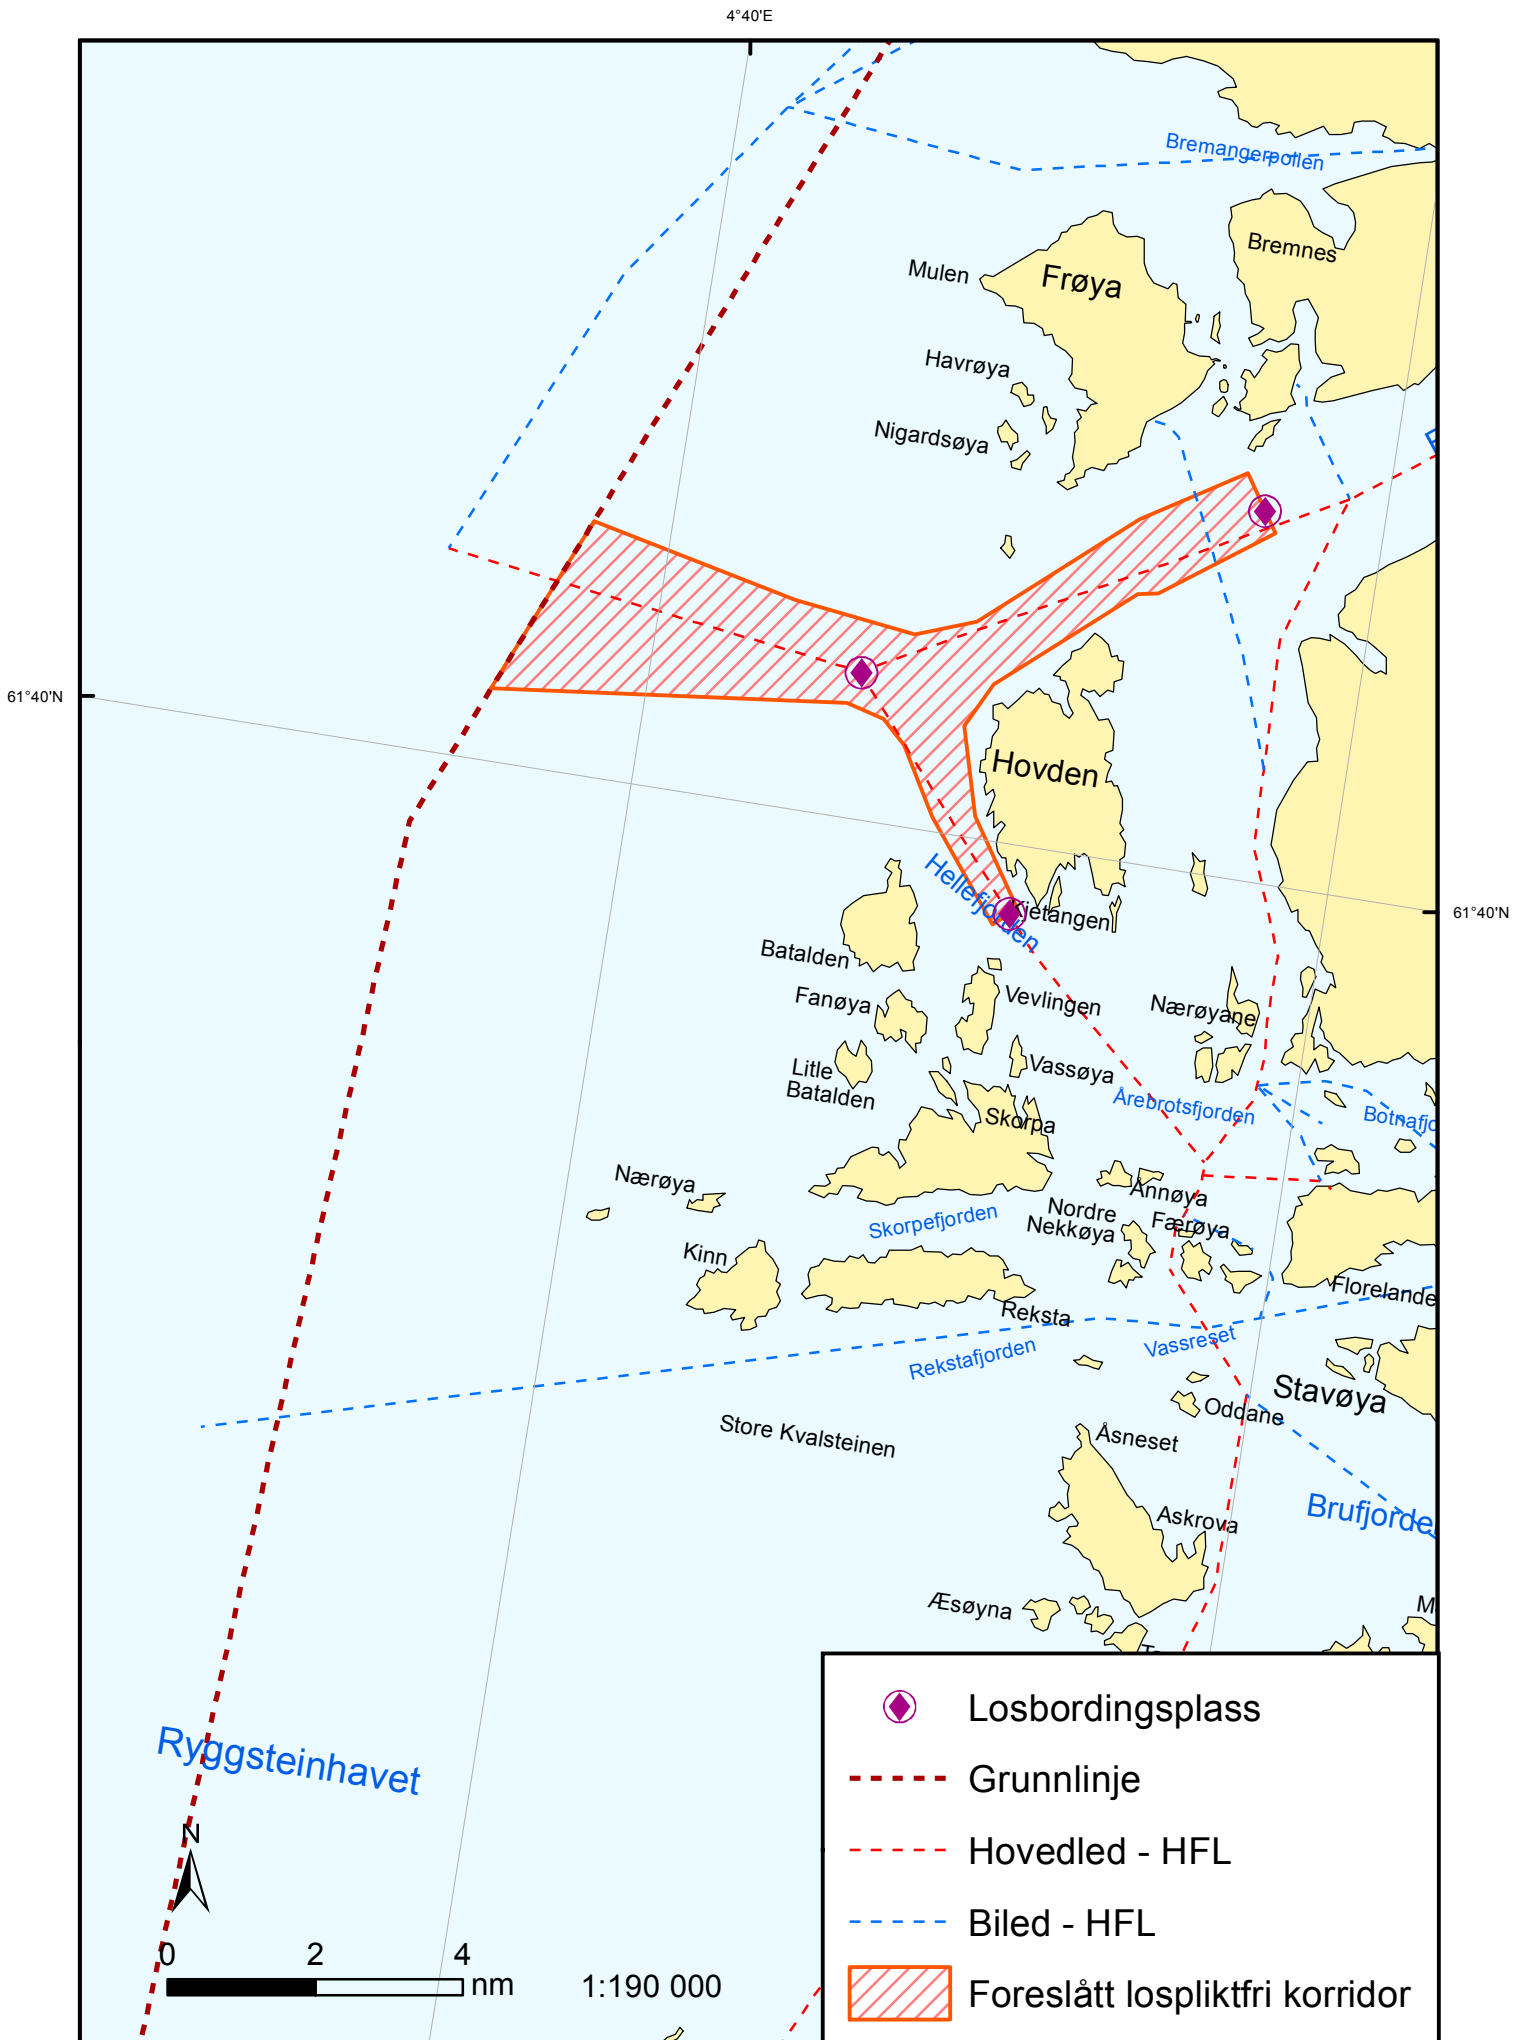 4°40'E
Bremangerpollen
Bremnes
Mulen
Frøya
Havrøya
Nigardsøya
61°40'N
Hovden
Hellefjorden
Kjetangen
61°40'N
Batalden
Fanøya
Vevlingen
Nærøyane
Litle
Batalden
Vassøya
Årebrotsfjorden
Botnafjo
Skorpa
Nærøya
Annøya
Nordre
Nekkøya
Færøya
Skorpefjorden
Kinn
Florelande
Reksta
Vassreset
Rekstafjorden
Stavøya
Oddane
Store Kvalsteinen
Åsneset
Brufjorde
Askrova
Æsøyna
Ryggsteinhavet
N
0 2 4
nm
1:190 000
Losbordingsplass
Grunnlinje
Hovedled - HFL
Biled - HFL
Foreslått lospliktfri korridor